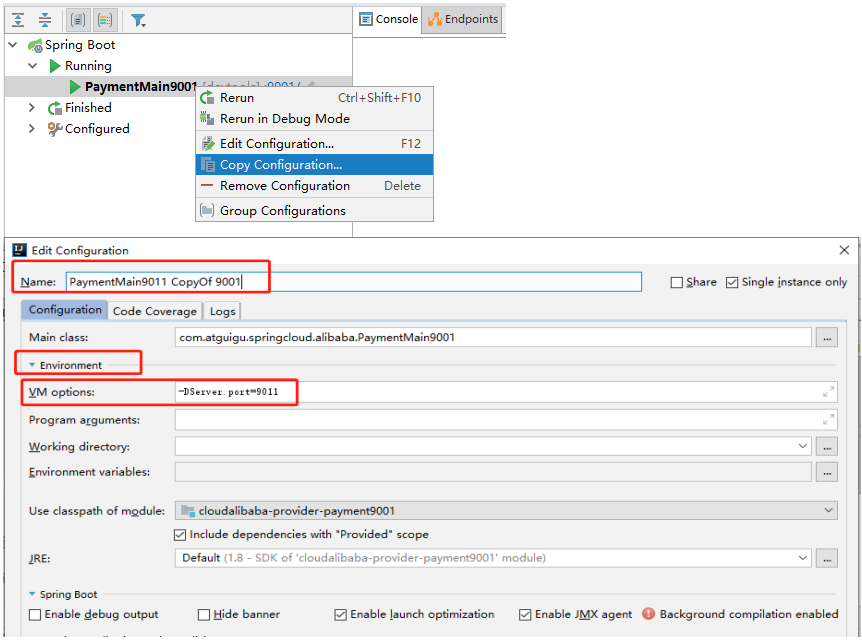 Console Endpoints
Spring Boot
Running
PaymentMain9001 [devtools] :9001/
Finished
Configured
Rerun Ctrl+Shift+F10
Rerun in Debug Mode
Edit Configuration... F12
Copy Configuration...
Remove Configuration Delete
Group Configurations
Edit Configuration
Name: PaymentMain9011 CopyOf 9001 Share Single instance only
Configuration Code Coverage Logs
Main class: com.atguigu.springcloud.alibaba.PaymentMain9001 ...
Environment
VM options: -DServer.port=9011
Program arguments:
Working directory: ...
Environment variables: ...
Use classpath of module: cloudalibaba-provider-payment9001
Include dependencies with "Provided" scope
JRE: Default (1.8 - SDK of 'cloudalibaba-provider-payment9001' module) ...
Spring Boot
Enable debug output Hide banner Enable launch optimization Enable JMX agent Background compilation enabled